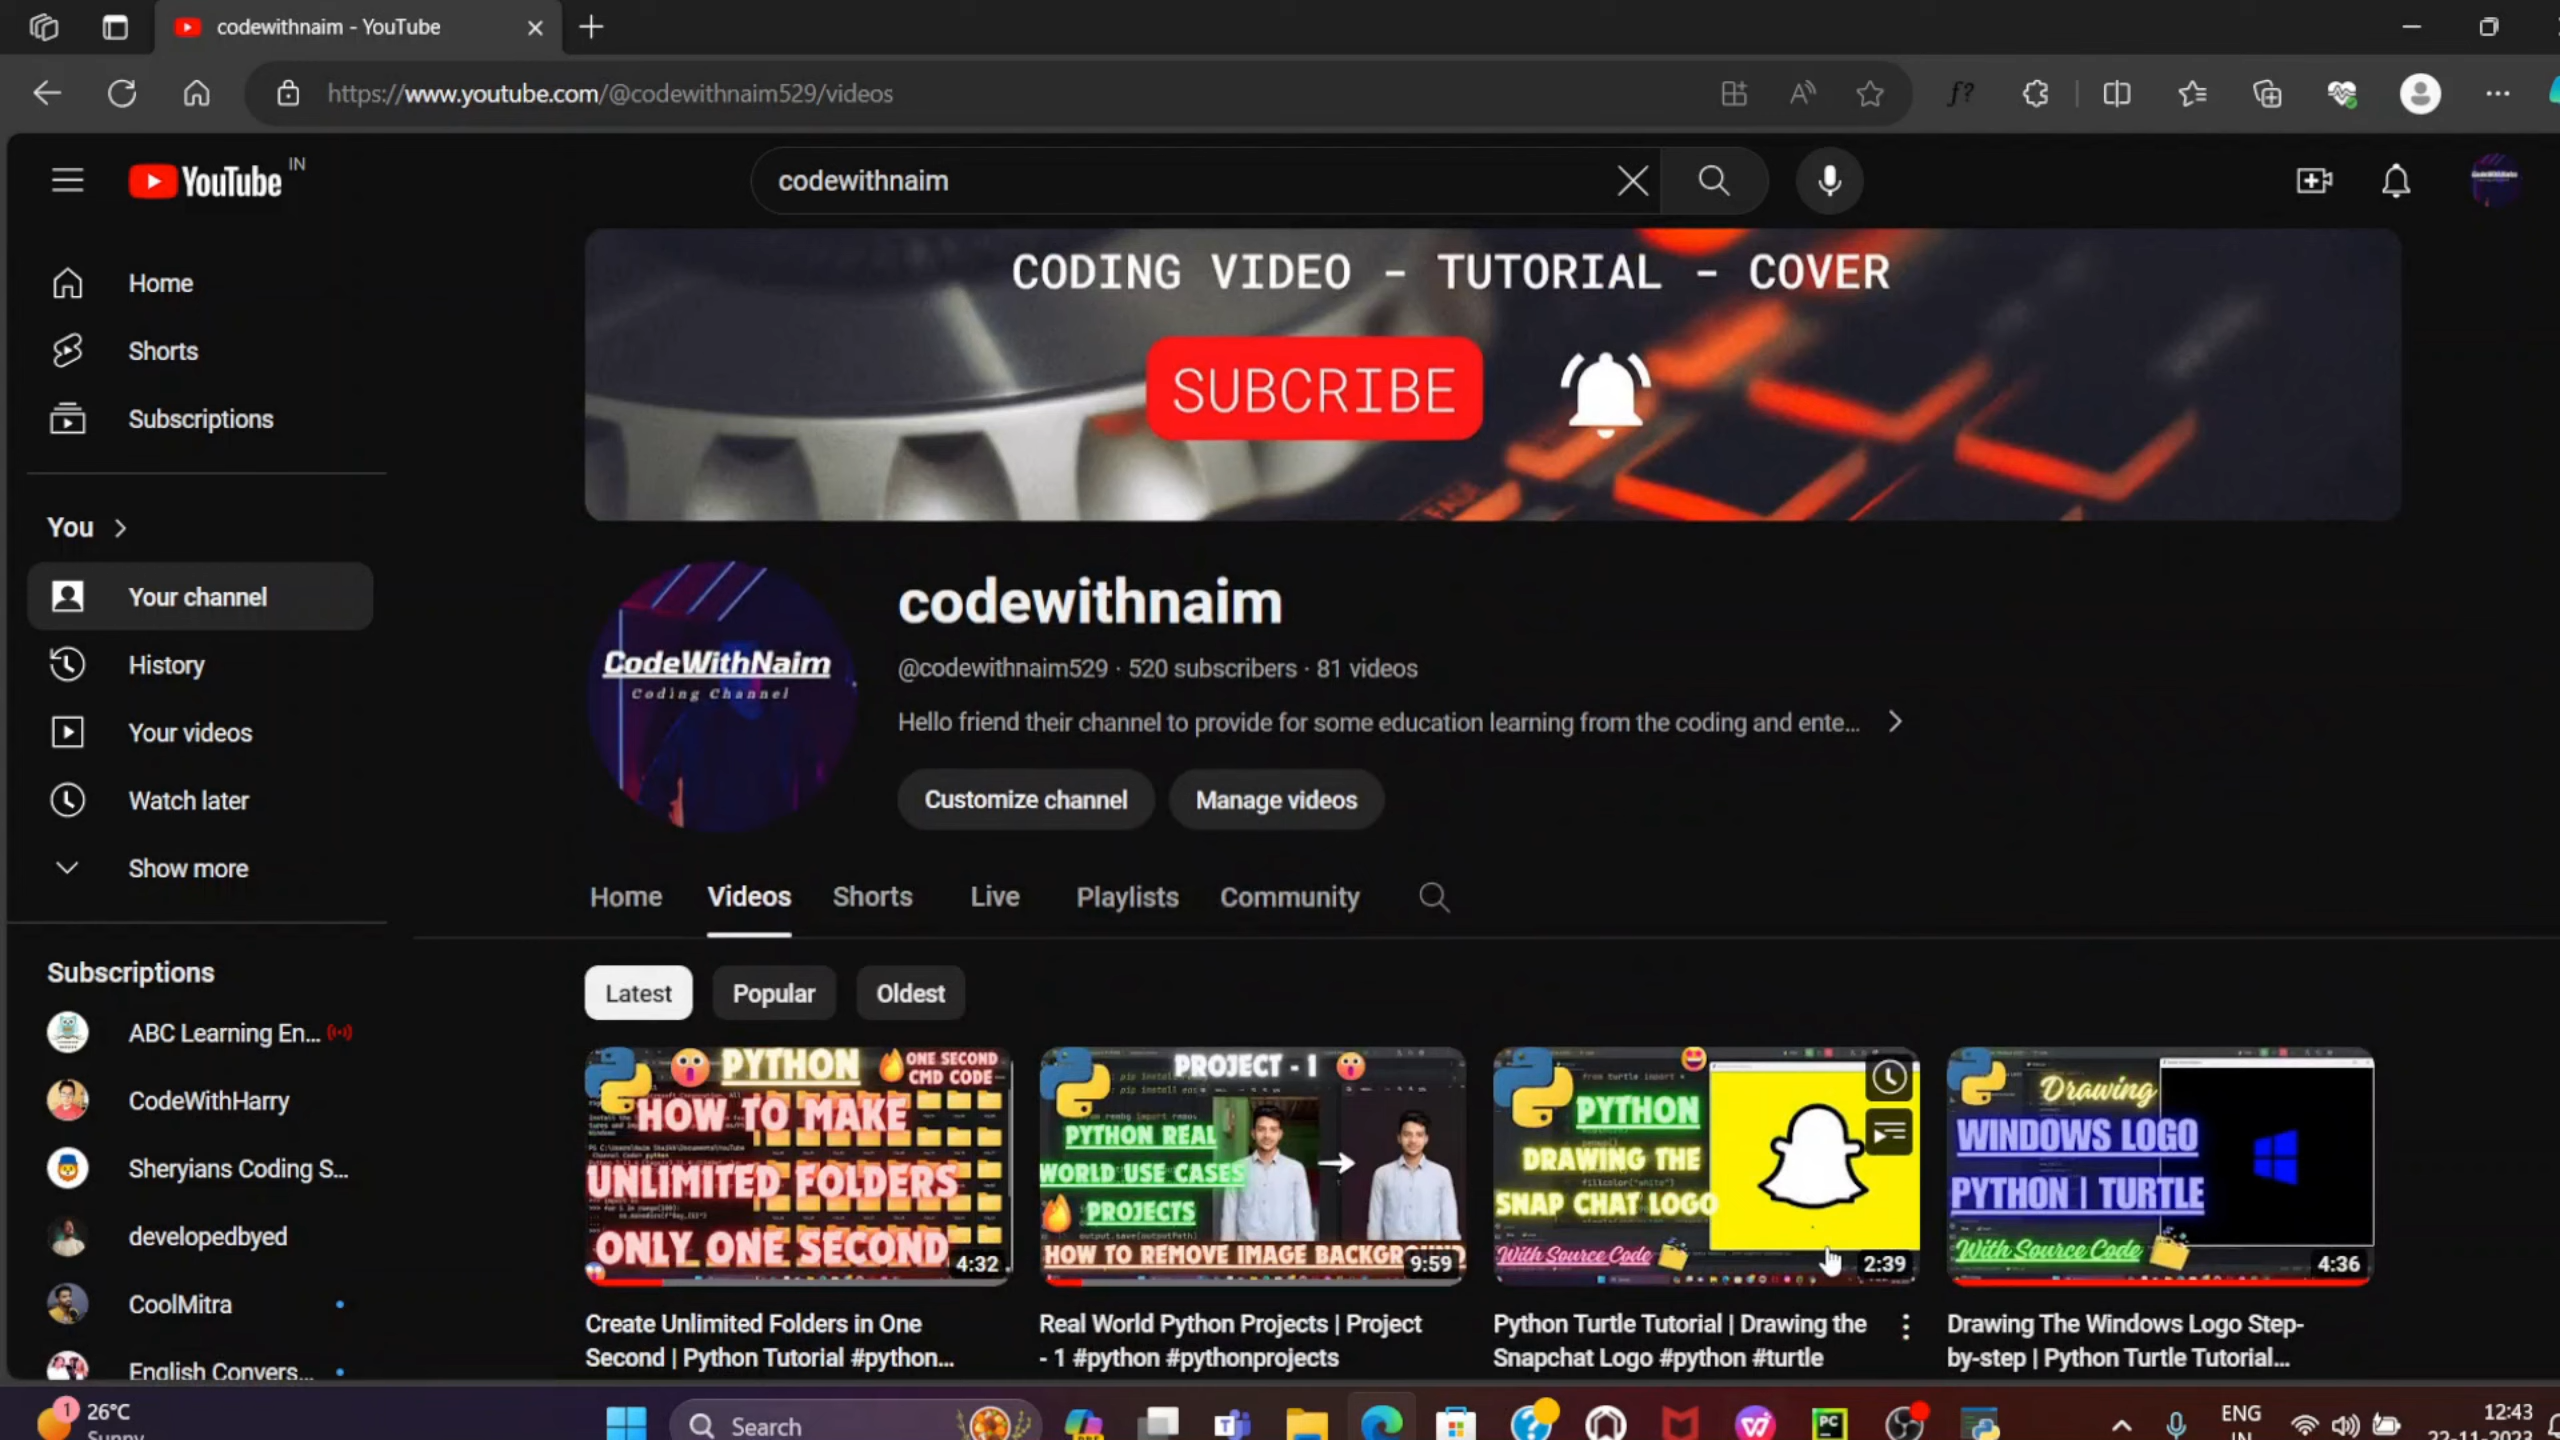 codewithnaim - YouTube
https://www.youtube.com/@codewithnaim529/videos
YouTube IN
codewithnaim
Home
Shorts
Subscriptions
You
Your channel
History
Your videos
Watch later
Show more
Subscriptions
ABC Learning En...
CodeWithHarry
Sheryians Coding S...
developedbyed
CoolMitra
English Convers...
CODING VIDEO - TUTORIAL - COVER
SUBCRIBE
CodeWithNaim
Coding Channel
codewithnaim
@codewithnaim529 · 520 subscribers · 81 videos
Hello friend their channel to provide for some education learning from the coding and ente...
Customize channel
Manage videos
Home Videos Shorts Live Playlists Community
Latest Popular Oldest
PYTHON
ONE SECOND
CMD CODE
HOW TO MAKE
UNLIMITED FOLDERS
ONLY ONE SECOND
4:32
Create Unlimited Folders in One
Second | Python Tutorial #python...
PROJECT - 1
PYTHON REAL
WORLD USE CASES
PROJECTS
HOW TO REMOVE IMAGE BACKGROUND
9:59
Real World Python Projects | Project
- 1 #python #pythonprojects
PYTHON
DRAWING THE
SNAP CHAT LOGO
With Source Code
2:39
Python Turtle Tutorial | Drawing the
Snapchat Logo #python #turtle
Drawing
WINDOWS LOGO
PYTHON | TURTLE
With Source Code
4:36
Drawing The Windows Logo Step-
by-step | Python Turtle Tutorial...
1
26°C
Sunny
Search
ENG
IN
12:43
22-11-2023